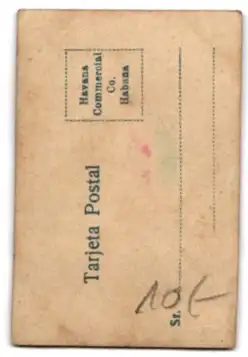 Havana
Commercial
Co.
Habana
Tarjeta Postal
Sr.
10.-